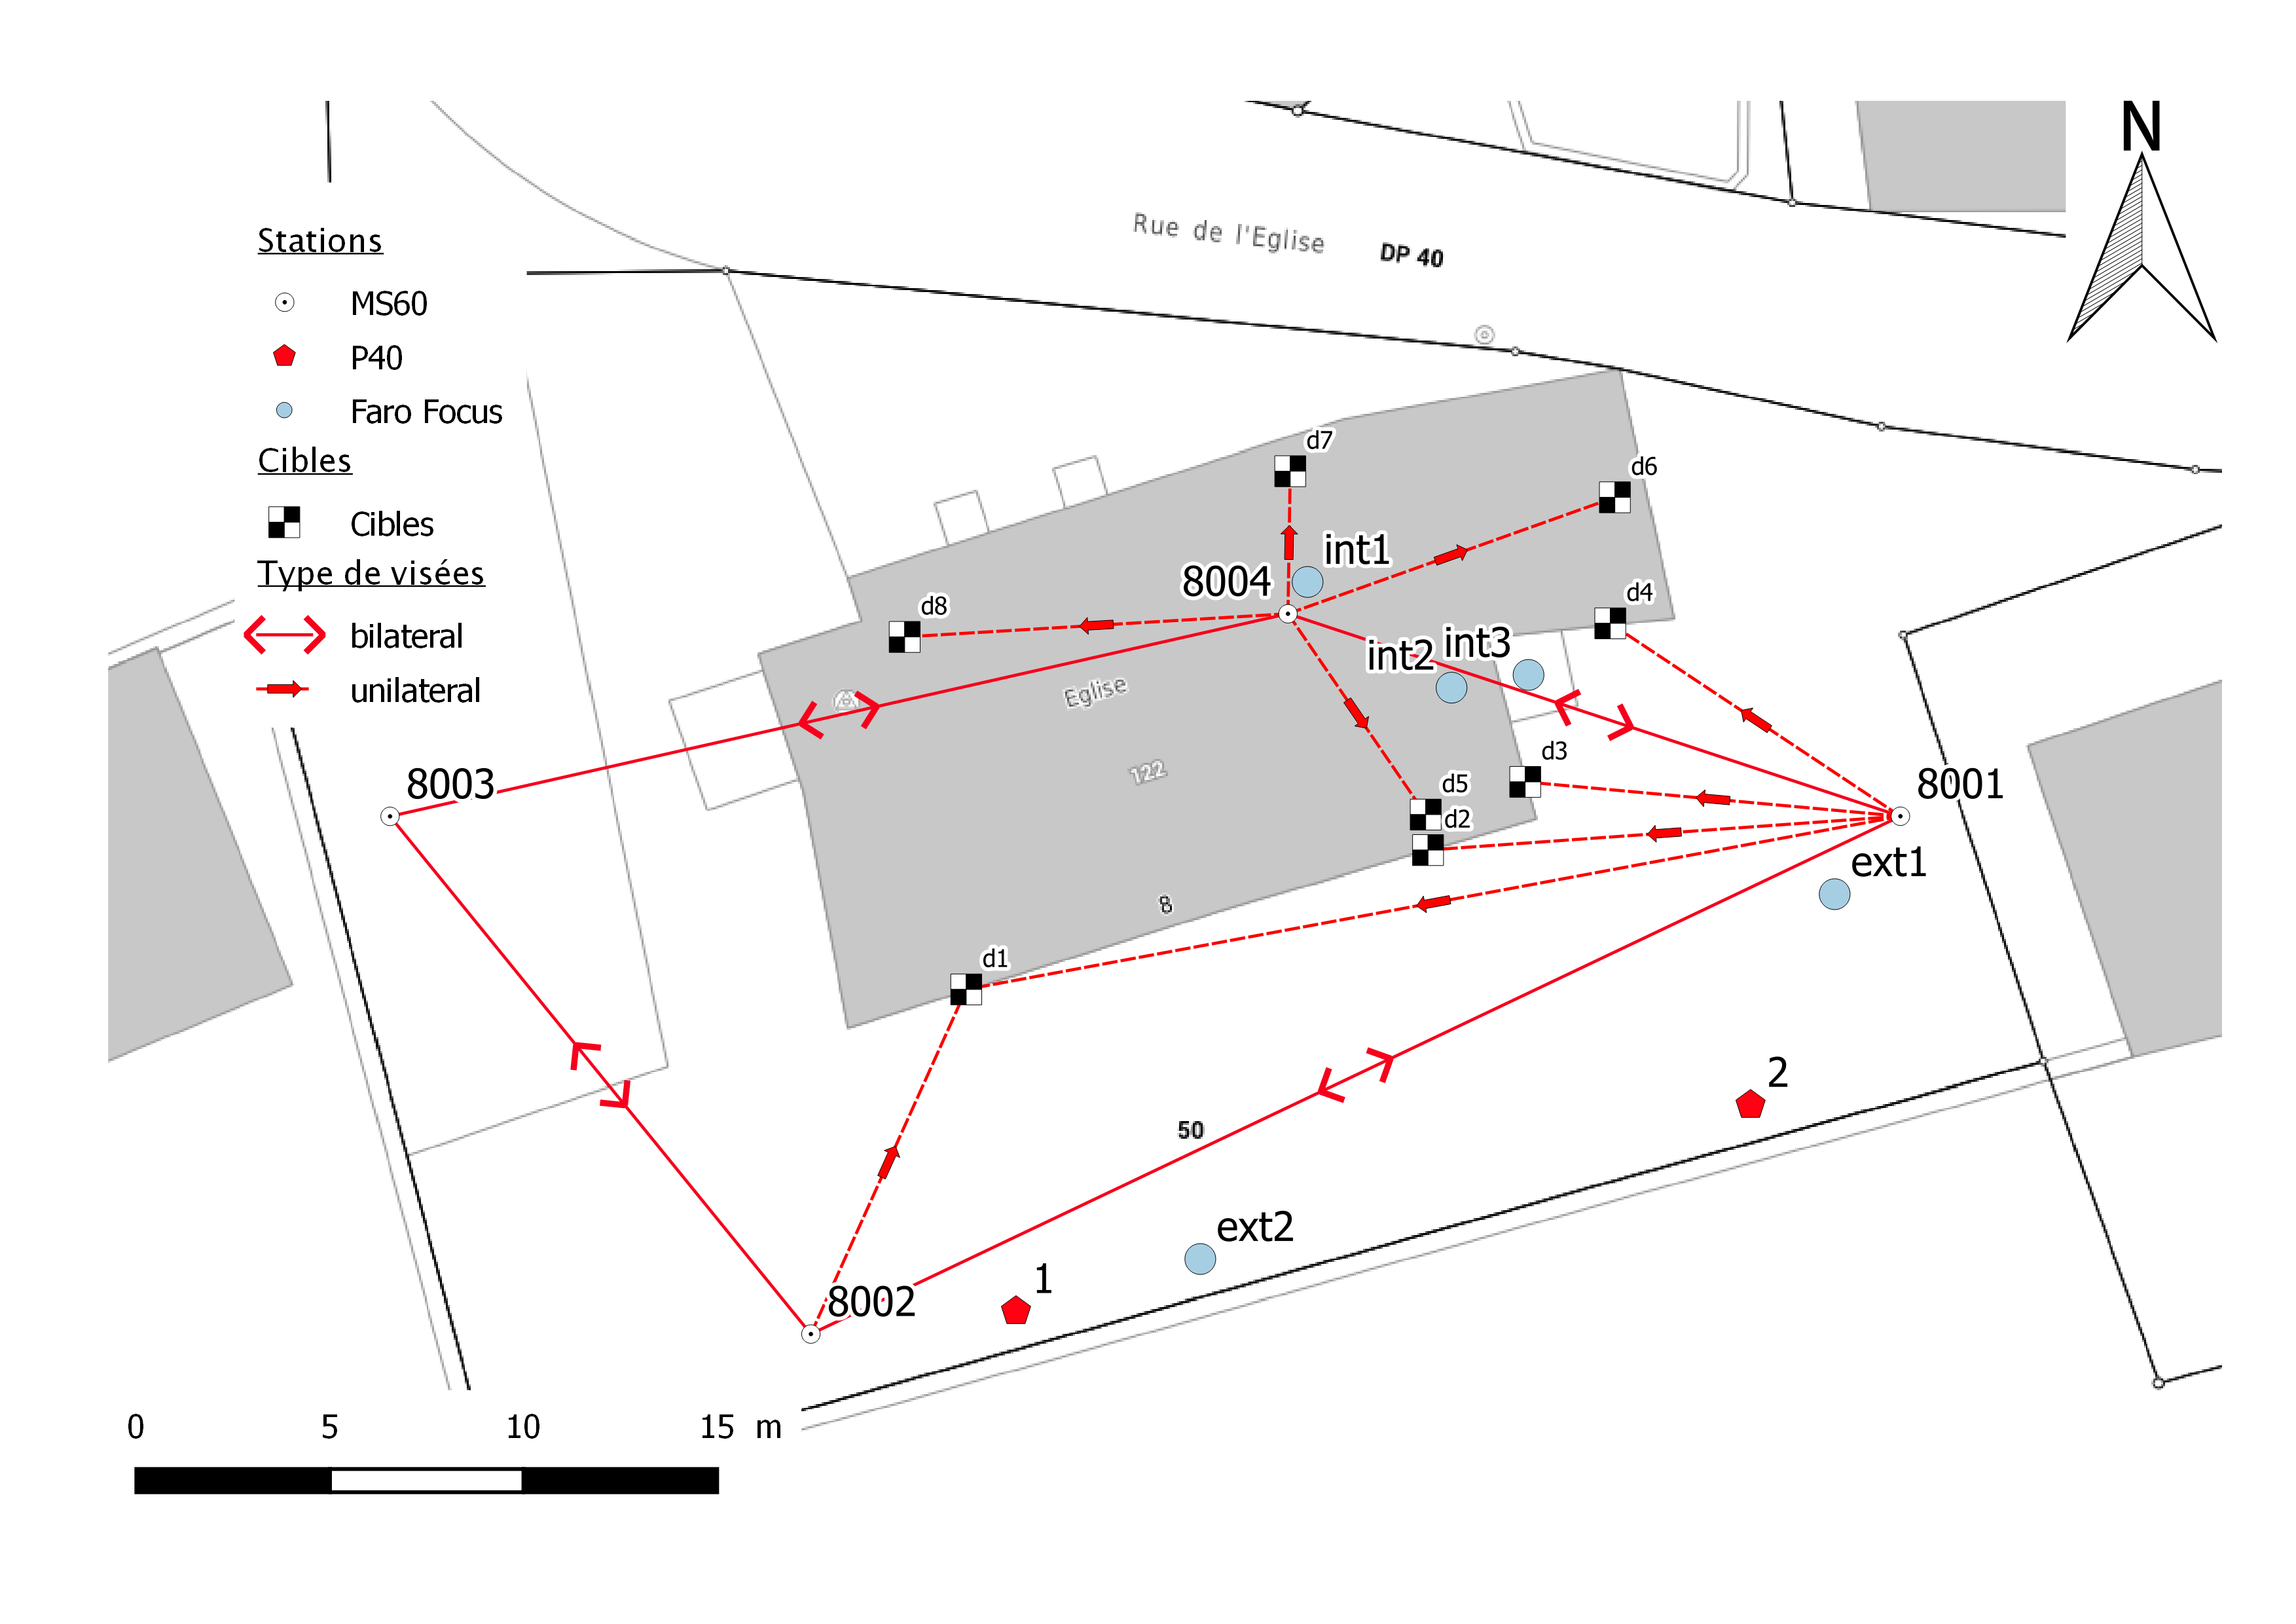 N
Rue de l'Eglise DP 40
Stations
MS60
P40
Faro Focus
Cibles
Cibles
Type de visées
bilateral
unilateral
d7
d6
int1
8004
d4
d8
int2
int3
Eglise
8003
122
d3
8001
d5
d2
ext1
8
d1
2
50
ext2
1
8002
0 5 10 15 m